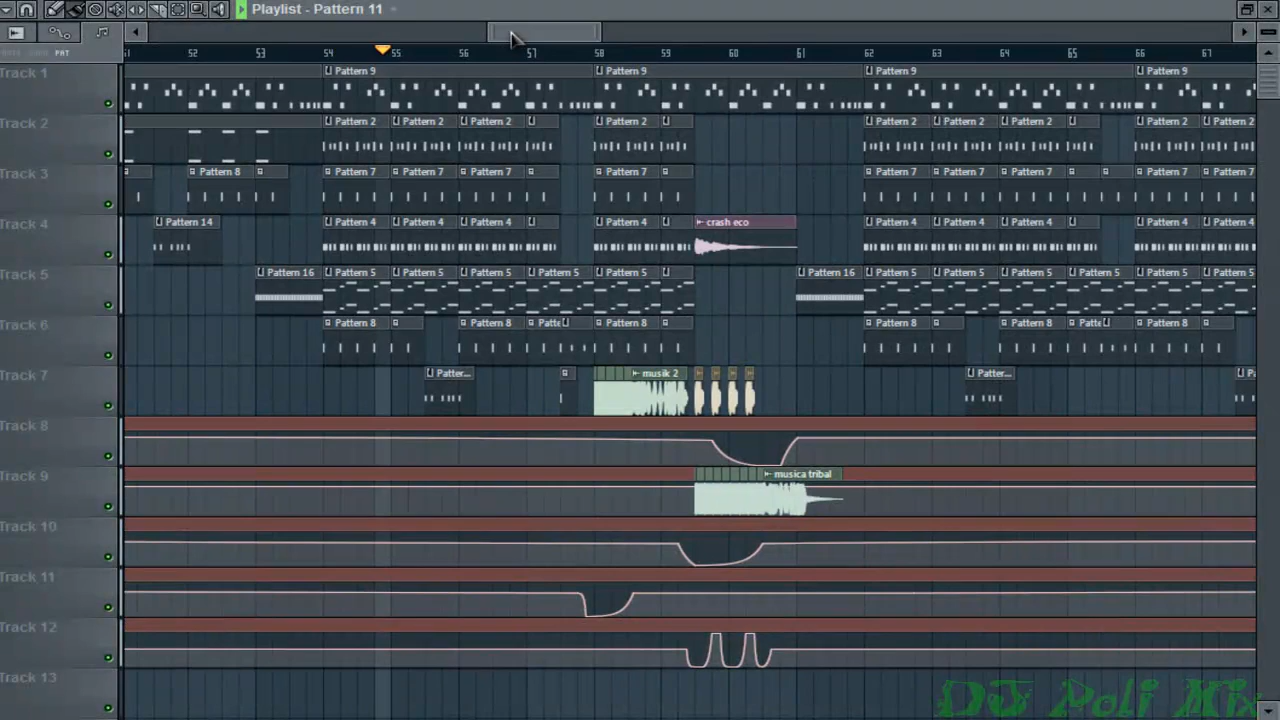 Playlist - Pattern 11
PAT
51 52 53 54 55 56 57 58 59 60 61 62 63 64 65 66 67
Track 1 Pattern 9 Pattern 9 Pattern 9 Pattern 9
Track 2 Pattern 2 Pattern 2 Pattern 2 Pattern 2 Pattern 2 Pattern 2 Pattern 2 Pattern 2 Pattern 2
Track 3 Pattern 8 Pattern 7 Pattern 7 Pattern 7 Pattern 7 Pattern 7 Pattern 7 Pattern 7 Pattern 7 Pattern 7
Track 4 Pattern 14 Pattern 4 Pattern 4 Pattern 4 Pattern 4 crash eco Pattern 4 Pattern 4 Pattern 4 Pattern 4 Pattern 4
Track 5 Pattern 16 Pattern 5 Pattern 5 Pattern 5 Pattern 5 Pattern 5 Pattern 16 Pattern 5 Pattern 5 Pattern 5 Pattern 5 Pattern 5
Track 6 Pattern 8 Pattern 8 Patte Pattern 8 Pattern 8 Pattern 8 Patt Pattern 8
Track 7 Patter... musik 2 Patter... P
Track 8
Track 9 musica tribal
Track 10
Track 11
Track 12
Track 13
DJ Poli Mix